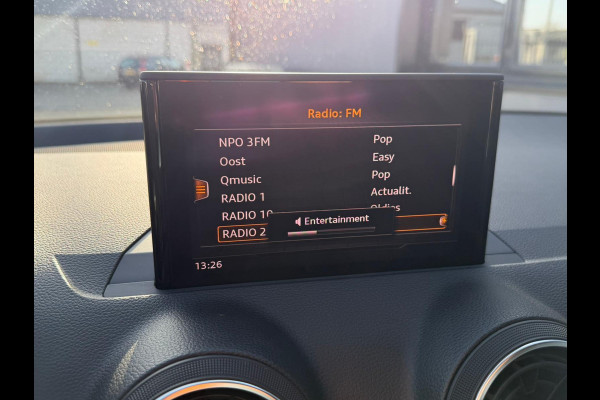 Radio: FM
NPO 3FM Pop
Oost Easy
Qmusic Pop
RADIO 1 Actualit.
RADIO 10 Oldies
Entertainment
RADIO 2
13:26